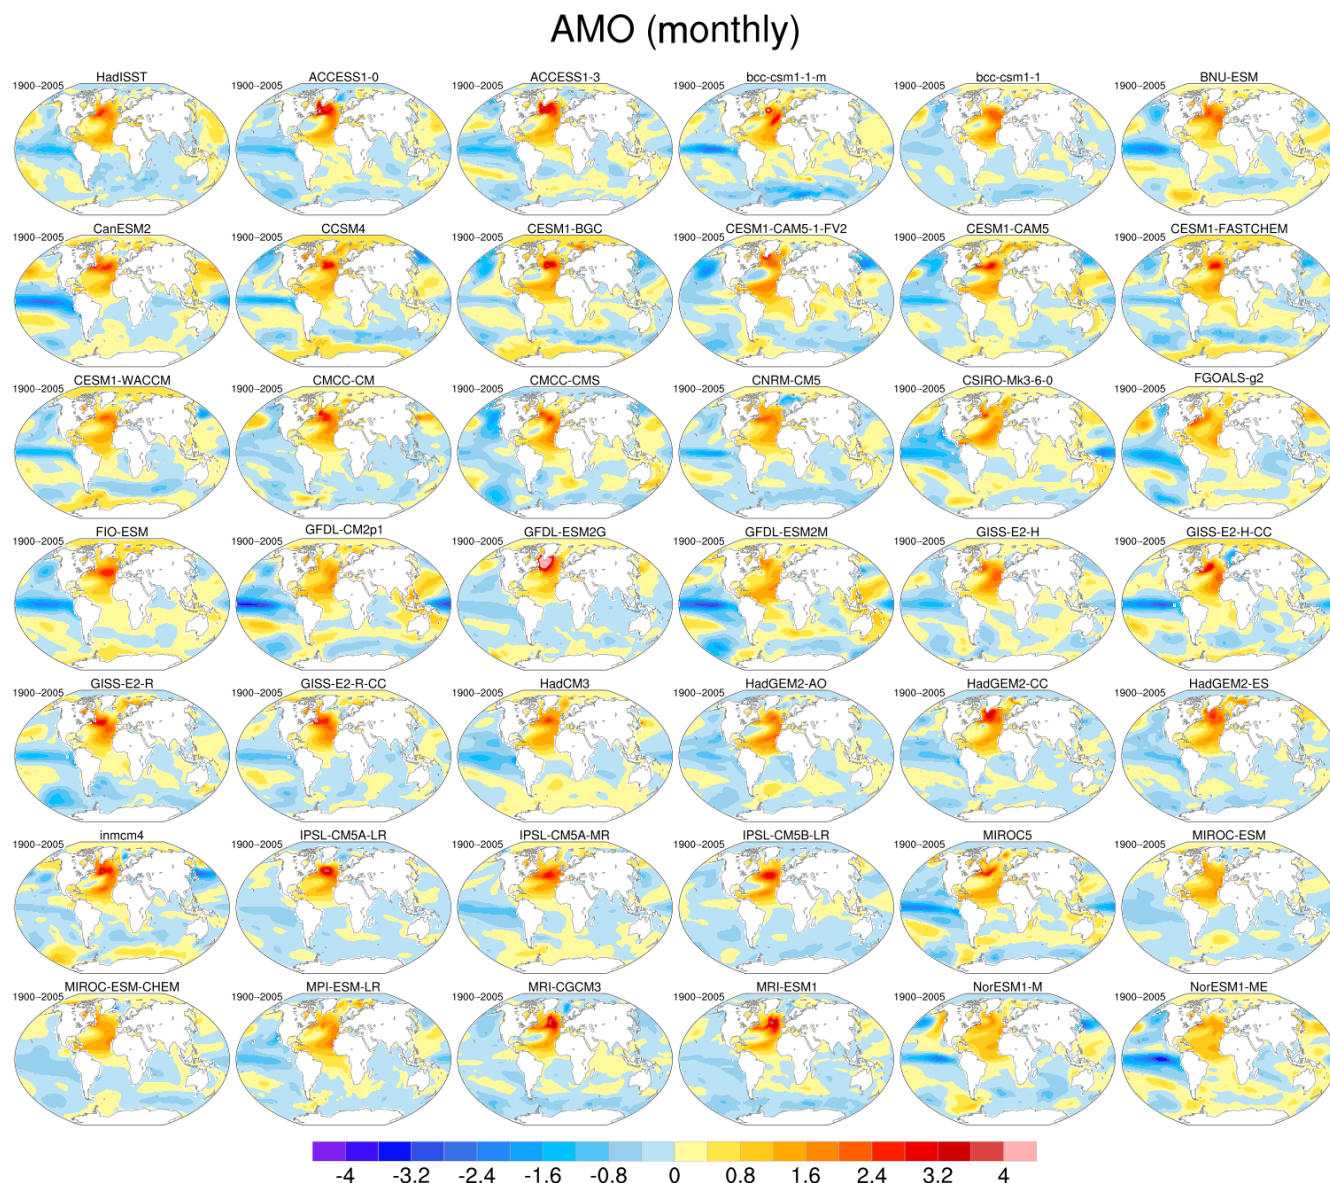 AMO (monthly)
HadISST ACCESS1-0 ACCESS1-3 bcc-csm1-1-m bcc-csm1-1 BNU-ESM
1900-2005 1900-2005 1900-2005 1900-2005 1900-2005 1900-2005
CanESM2 CCSM4 CESM1-BGC CESM1-CAM5-1-FV2 CESM1-CAM5 CESM1-FASTCHEM
1900-2005 1900-2005 1900-2005 1900-2005 1900-2005 1900-2005
CESM1-WACCM CMCC-CM CMCC-CMS CNRM-CM5 CSIRO-Mk3-6-0 FGOALS-g2
1900-2005 1900-2005 1900-2005 1900-2005 1900-2005 1900-2005
FIO-ESM GFDL-CM2p1 GFDL-ESM2G GFDL-ESM2M GISS-E2-H GISS-E2-H-CC
1900-2005 1900-2005 1900-2005 1900-2005 1900-2005 1900-2005
GISS-E2-R GISS-E2-R-CC HadCM3 HadGEM2-AO HadGEM2-CC HadGEM2-ES
1900-2005 1900-2005 1900-2005 1900-2005 1900-2005 1900-2005
inmcm4 IPSL-CM5A-LR IPSL-CM5A-MR IPSL-CM5B-LR MIROC5 MIROC-ESM
1900-2005 1900-2005 1900-2005 1900-2005 1900-2005 1900-2005
MIROC-ESM-CHEM MPI-ESM-LR MRI-CGCM3 MRI-ESM1 NorESM1-M NorESM1-ME
1900-2005 1900-2005 1900-2005 1900-2005 1900-2005 1900-2005
-4 -3.2 -2.4 -1.6 -0.8 0 0.8 1.6 2.4 3.2 4